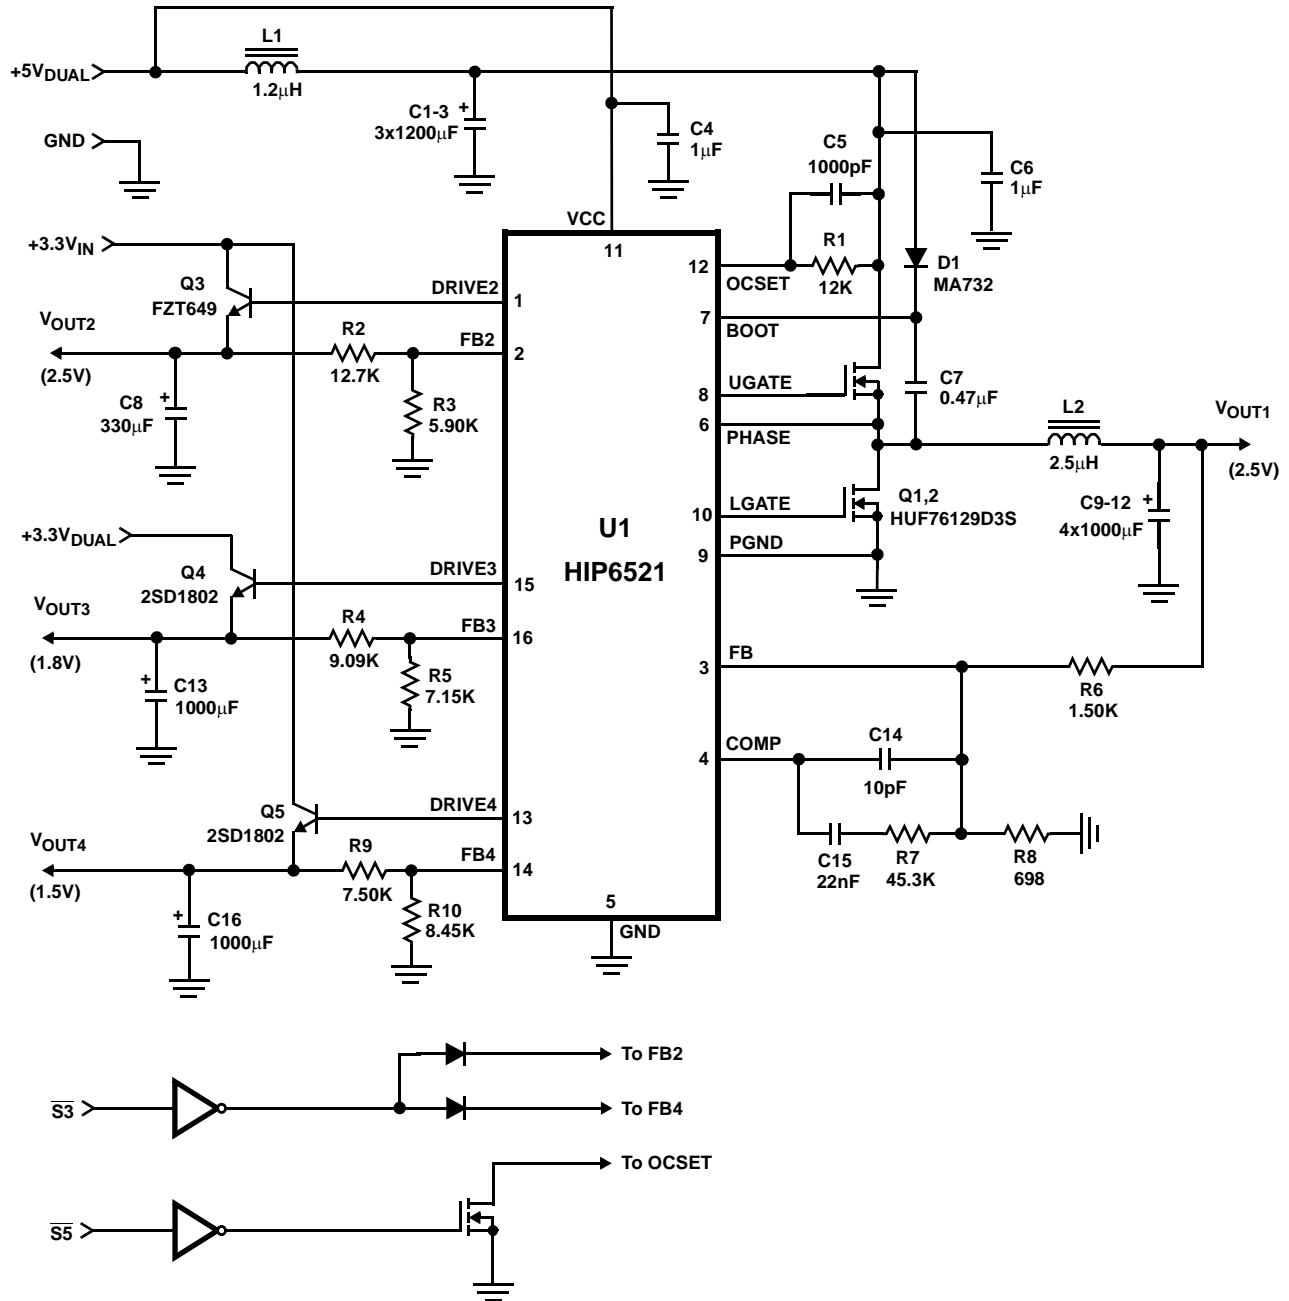 L1
+5VDUAL
1.2µH
C1-3
+
3x1200µF
GND
C4
1µF
C5
1000pF
C6
1µF
VCC
+3.3VIN
11
R1
12
OCSET
12K
D1
MA732
Q3
FZT649
DRIVE2
1
7
BOOT
VOUT2
R2
FB2
2
(2.5V)
12.7K
C8
+
330µF
R3
5.90K
UGATE
8
C7
0.47µF
6
PHASE
L2
VOUT1
2.5µH
(2.5V)
LGATE
10
Q1,2
HUF76129D3S
C9-12
+
4x1000µF
PGND
9
U1
HIP6521
+3.3VDUAL
Q4
2SD1802
DRIVE3
15
VOUT3
R4
FB3
16
(1.8V)
9.09K
+
C13
1000µF
R5
7.15K
FB
3
R6
1.50K
COMP
4
C14
10pF
Q5
2SD1802
DRIVE4
13
VOUT4
R9
FB4
14
(1.5V)
7.50K
C15
22nF
R7
45.3K
R8
698
+
C16
1000µF
R10
8.45K
5
GND
To FB2
S3
To FB4
To OCSET
S5